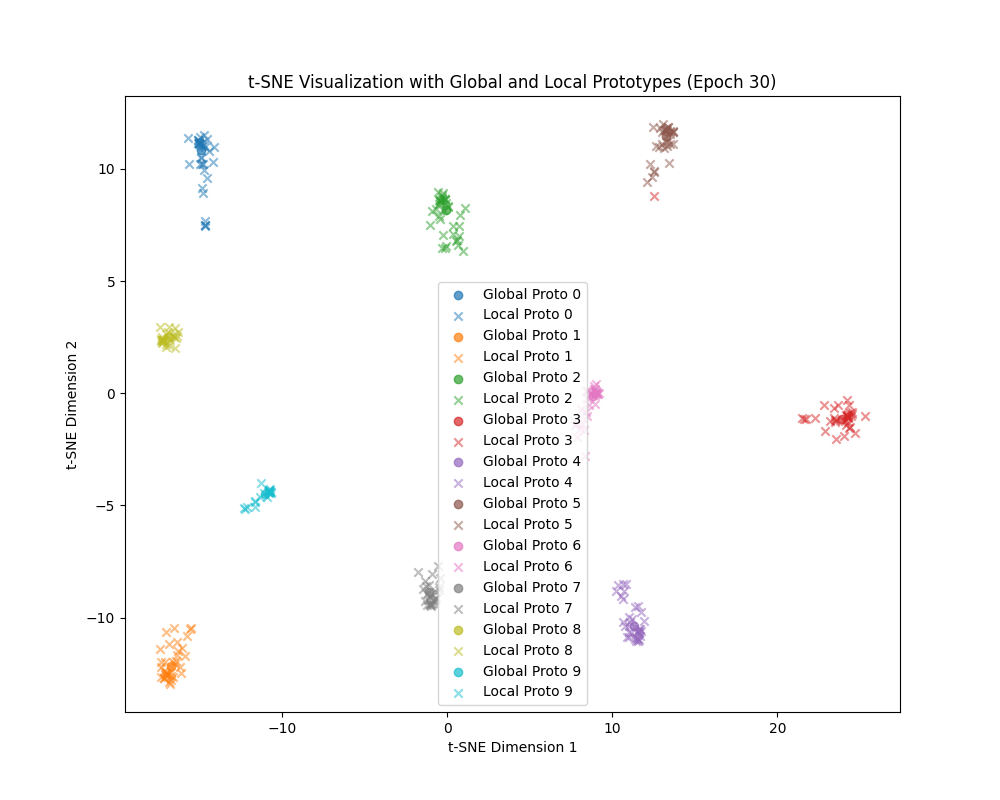 t-SNE Visualization with Global and Local Prototypes (Epoch 30)
10
5
0
−5
−10
t-SNE Dimension 2
Global Proto 0
Local Proto 0
Global Proto 1
Local Proto 1
Global Proto 2
Local Proto 2
Global Proto 3
Local Proto 3
Global Proto 4
Local Proto 4
Global Proto 5
Local Proto 5
Global Proto 6
Local Proto 6
Global Proto 7
Local Proto 7
Global Proto 8
Local Proto 8
Global Proto 9
Local Proto 9
−10 0 10 20
t-SNE Dimension 1